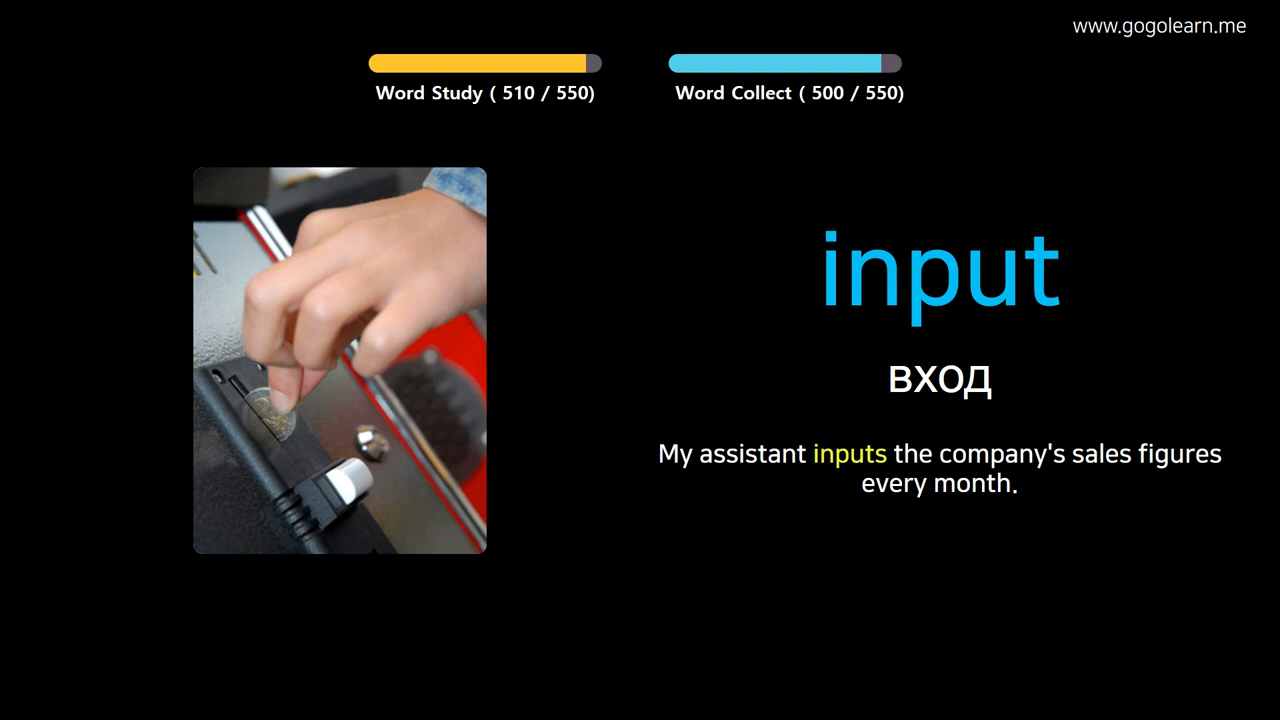 www.gogolearn.me
Word Study ( 510 / 550)
Word Collect ( 500 / 550)
input
вход
My assistant inputs the company's sales figures
every month.